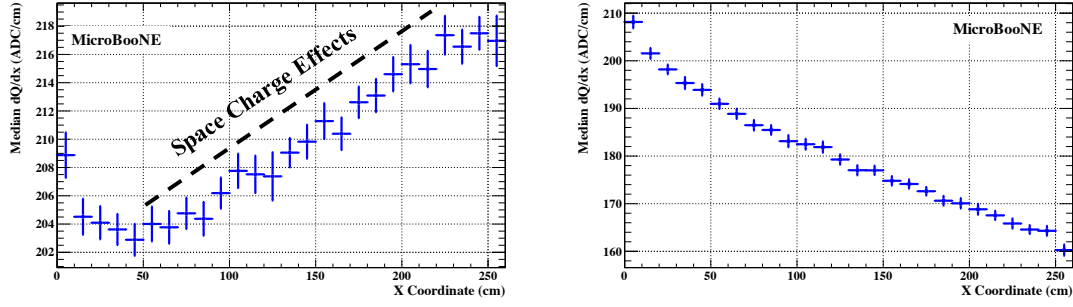 Median dQ/dx (ADC/cm)
218
216
214
212
210
208
206
204
202
MicroBooNE
Space Charge Effects
0 50 100 150 200 250
X Coordinate (cm)
Median dQ/dx (ADC/cm)
210
200
190
180
170
160
MicroBooNE
0 50 100 150 200 250
X Coordinate (cm)